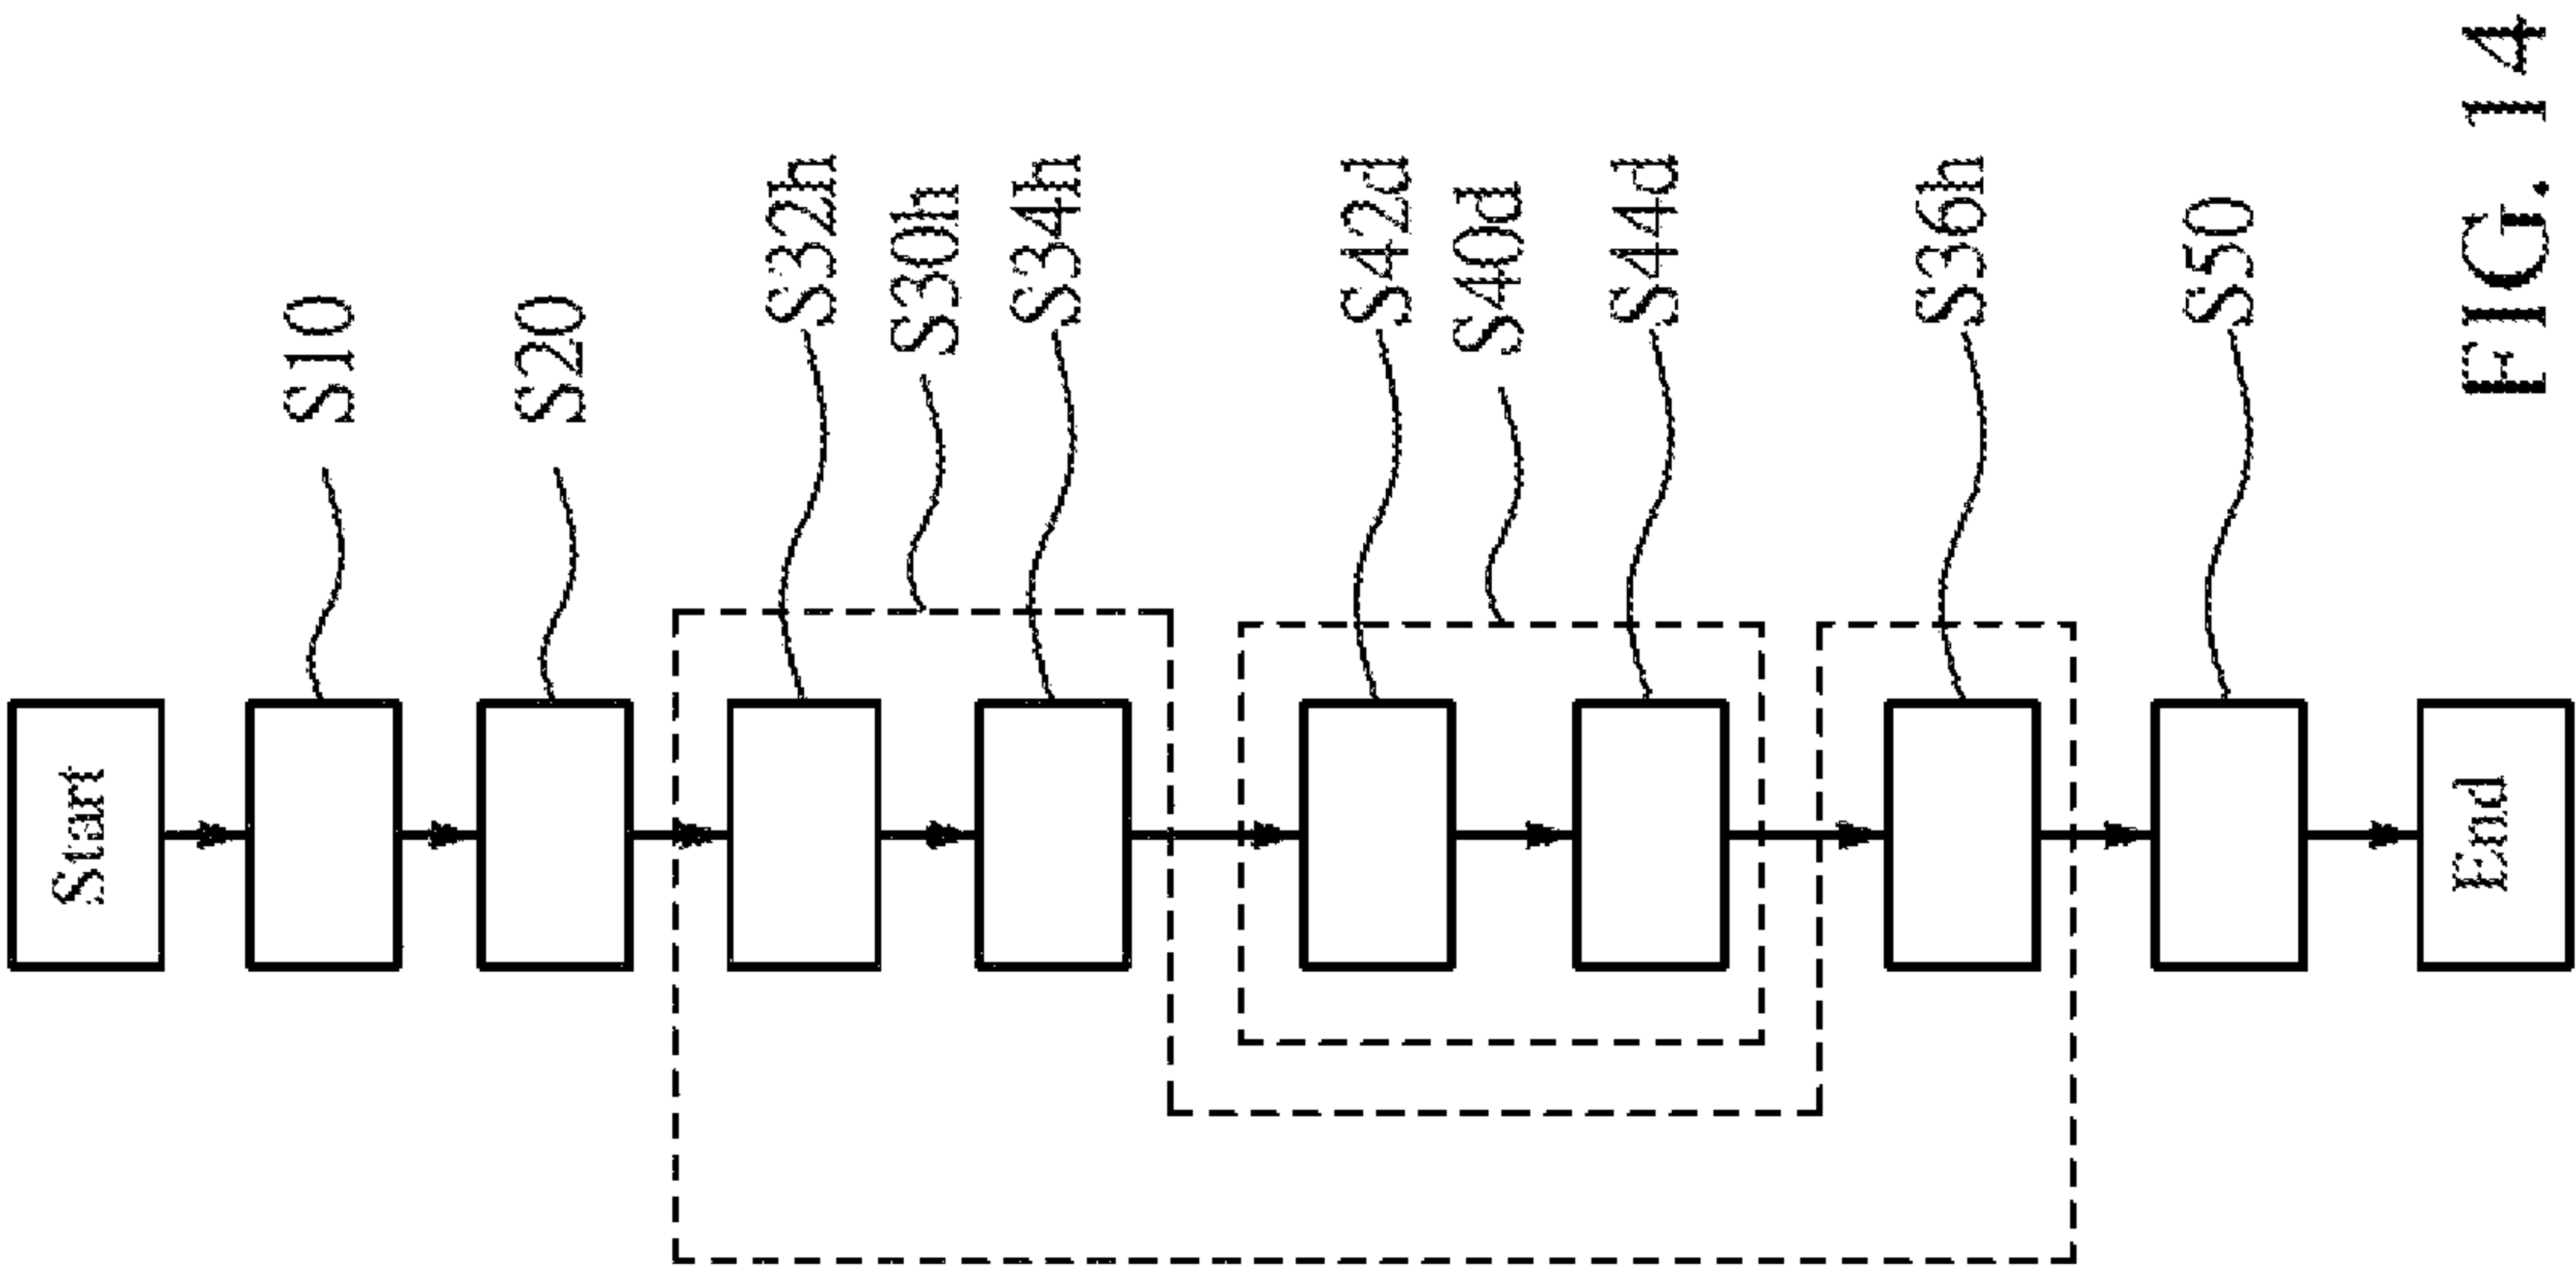 Start
S10
S20
S32h
S30h
S34h
S42d
S40d
S44d
S36h
S50
End
FIG. 14